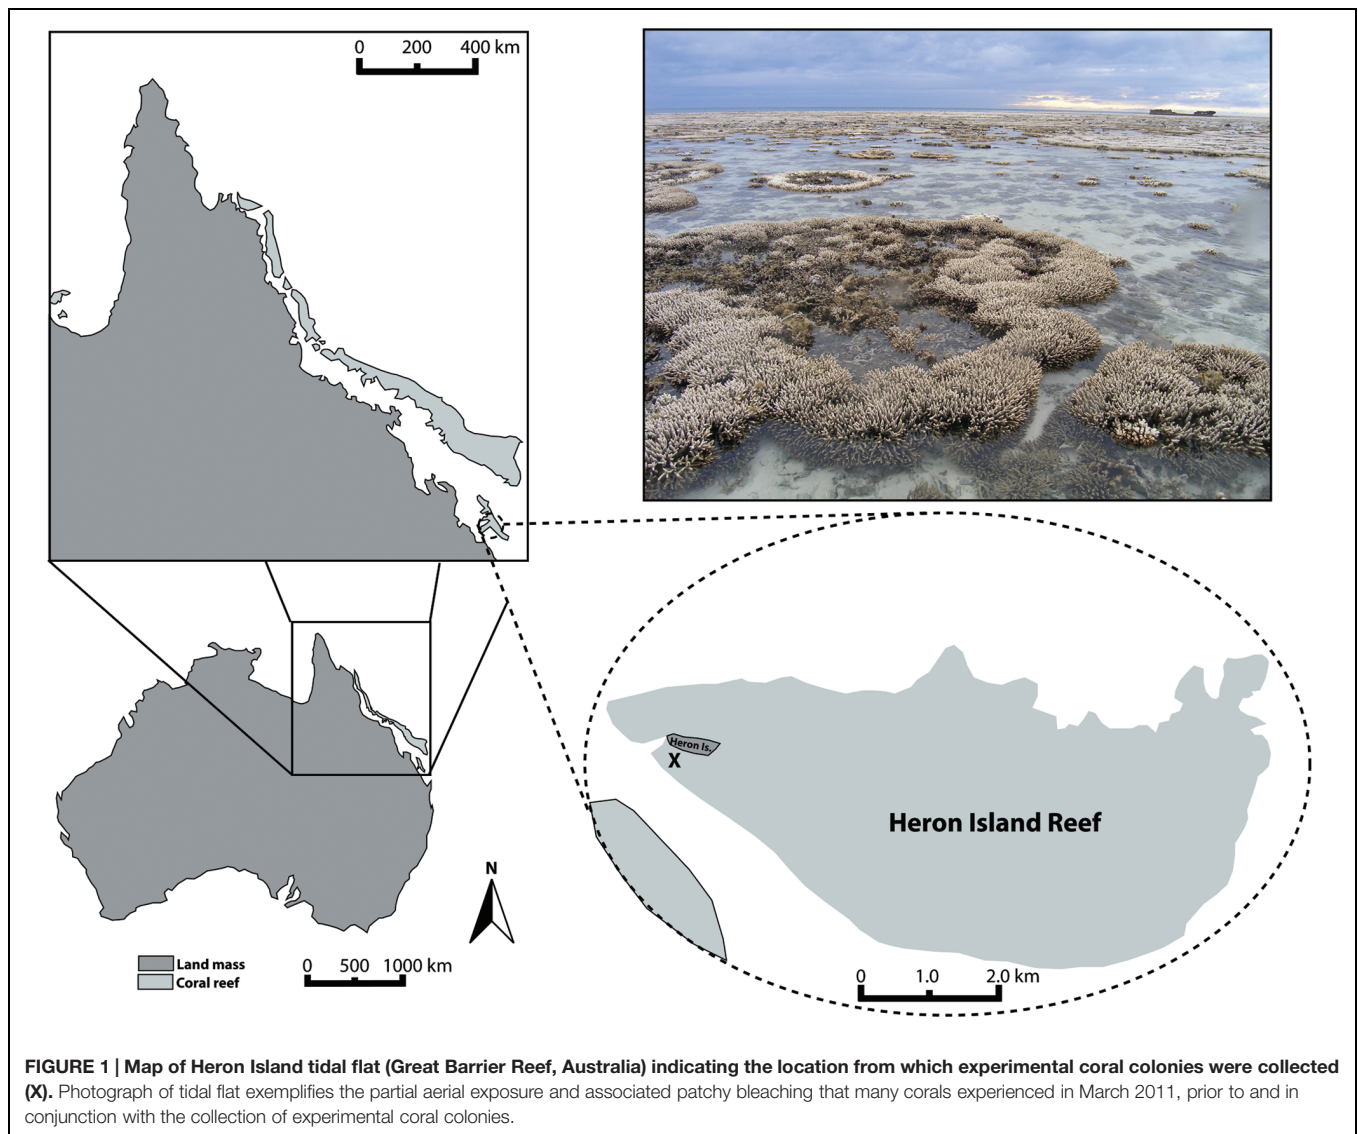 0 200 400 km
Heron Is.
X
Heron Island Reef
N
Land mass
Coral reef
0 500 1000 km
0 1.0 2.0 km
FIGURE 1 | Map of Heron Island tidal flat (Great Barrier Reef, Australia) indicating the location from which experimental coral colonies were collected
(X). Photograph of tidal flat exemplifies the partial aerial exposure and associated patchy bleaching that many corals experienced in March 2011, prior to and in
conjunction with the collection of experimental coral colonies.